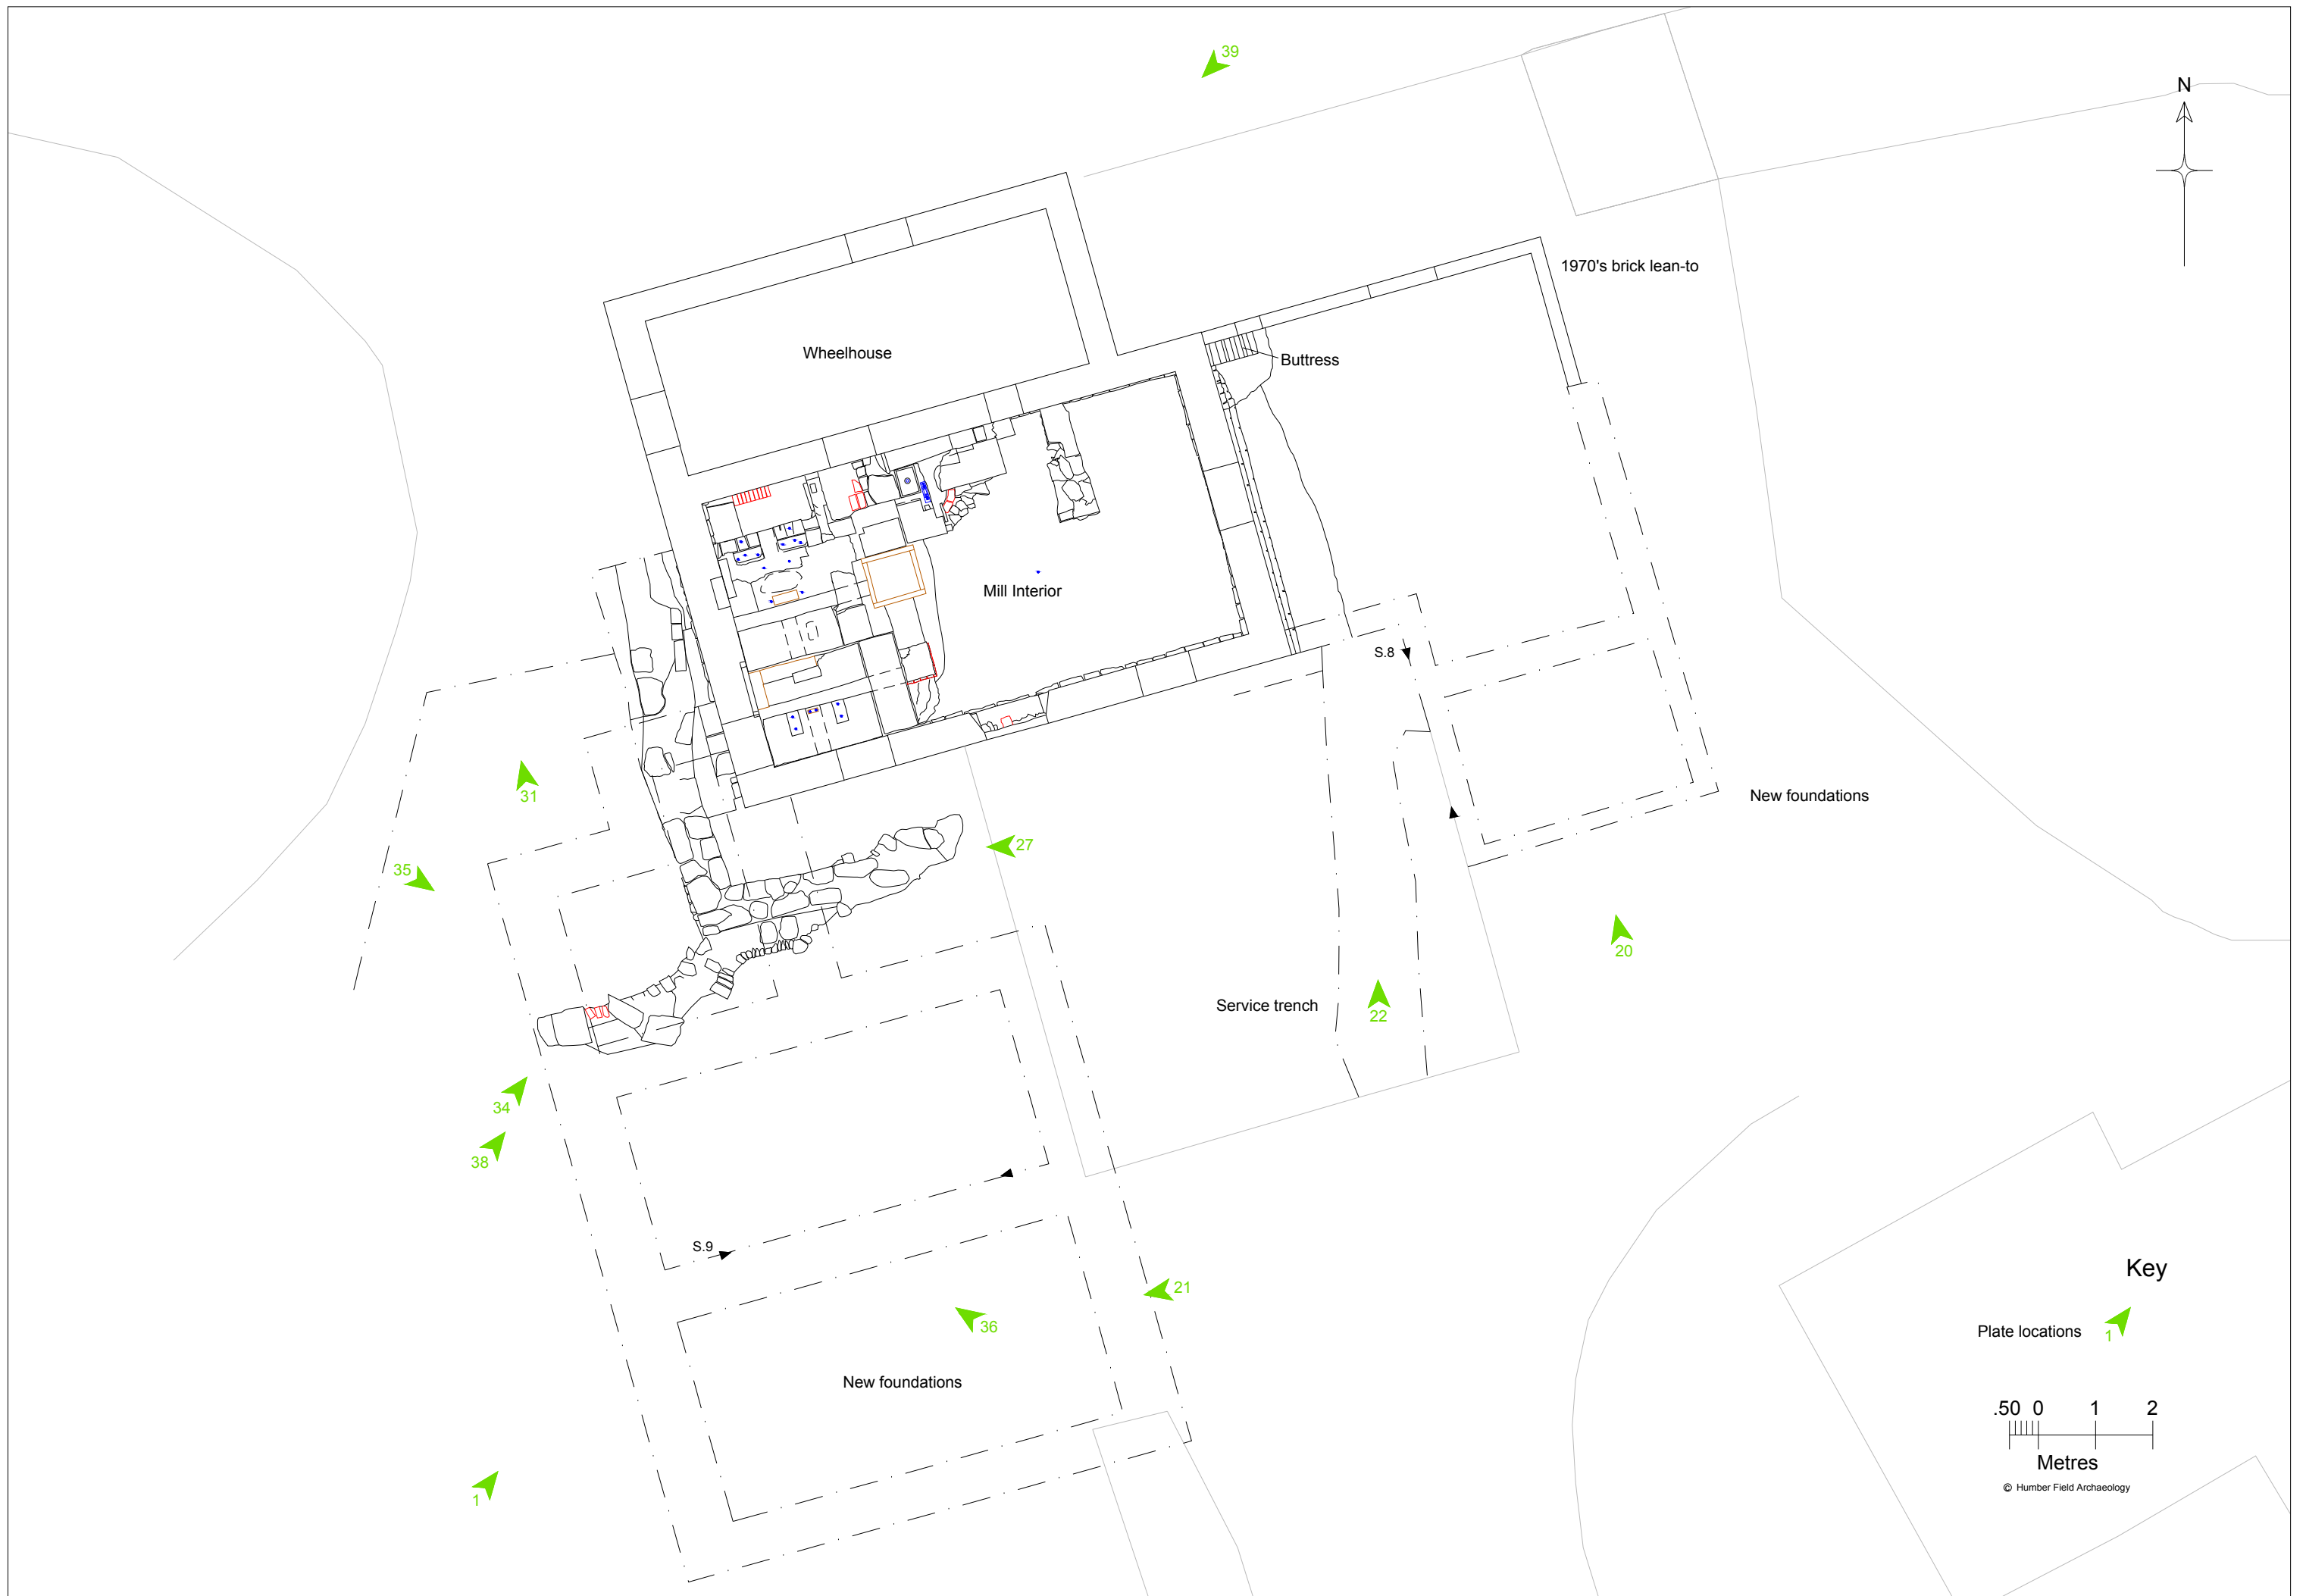 39
N
1970's brick lean-to
Wheelhouse
Buttress
Mill Interior
S.8
31
New foundations
27
35
20
Service trench
22
34
38
S.9
Key
21
36
Plate locations
1
New foundations
.50 0 1 2
Metres
© Humber Field Archaeology
1